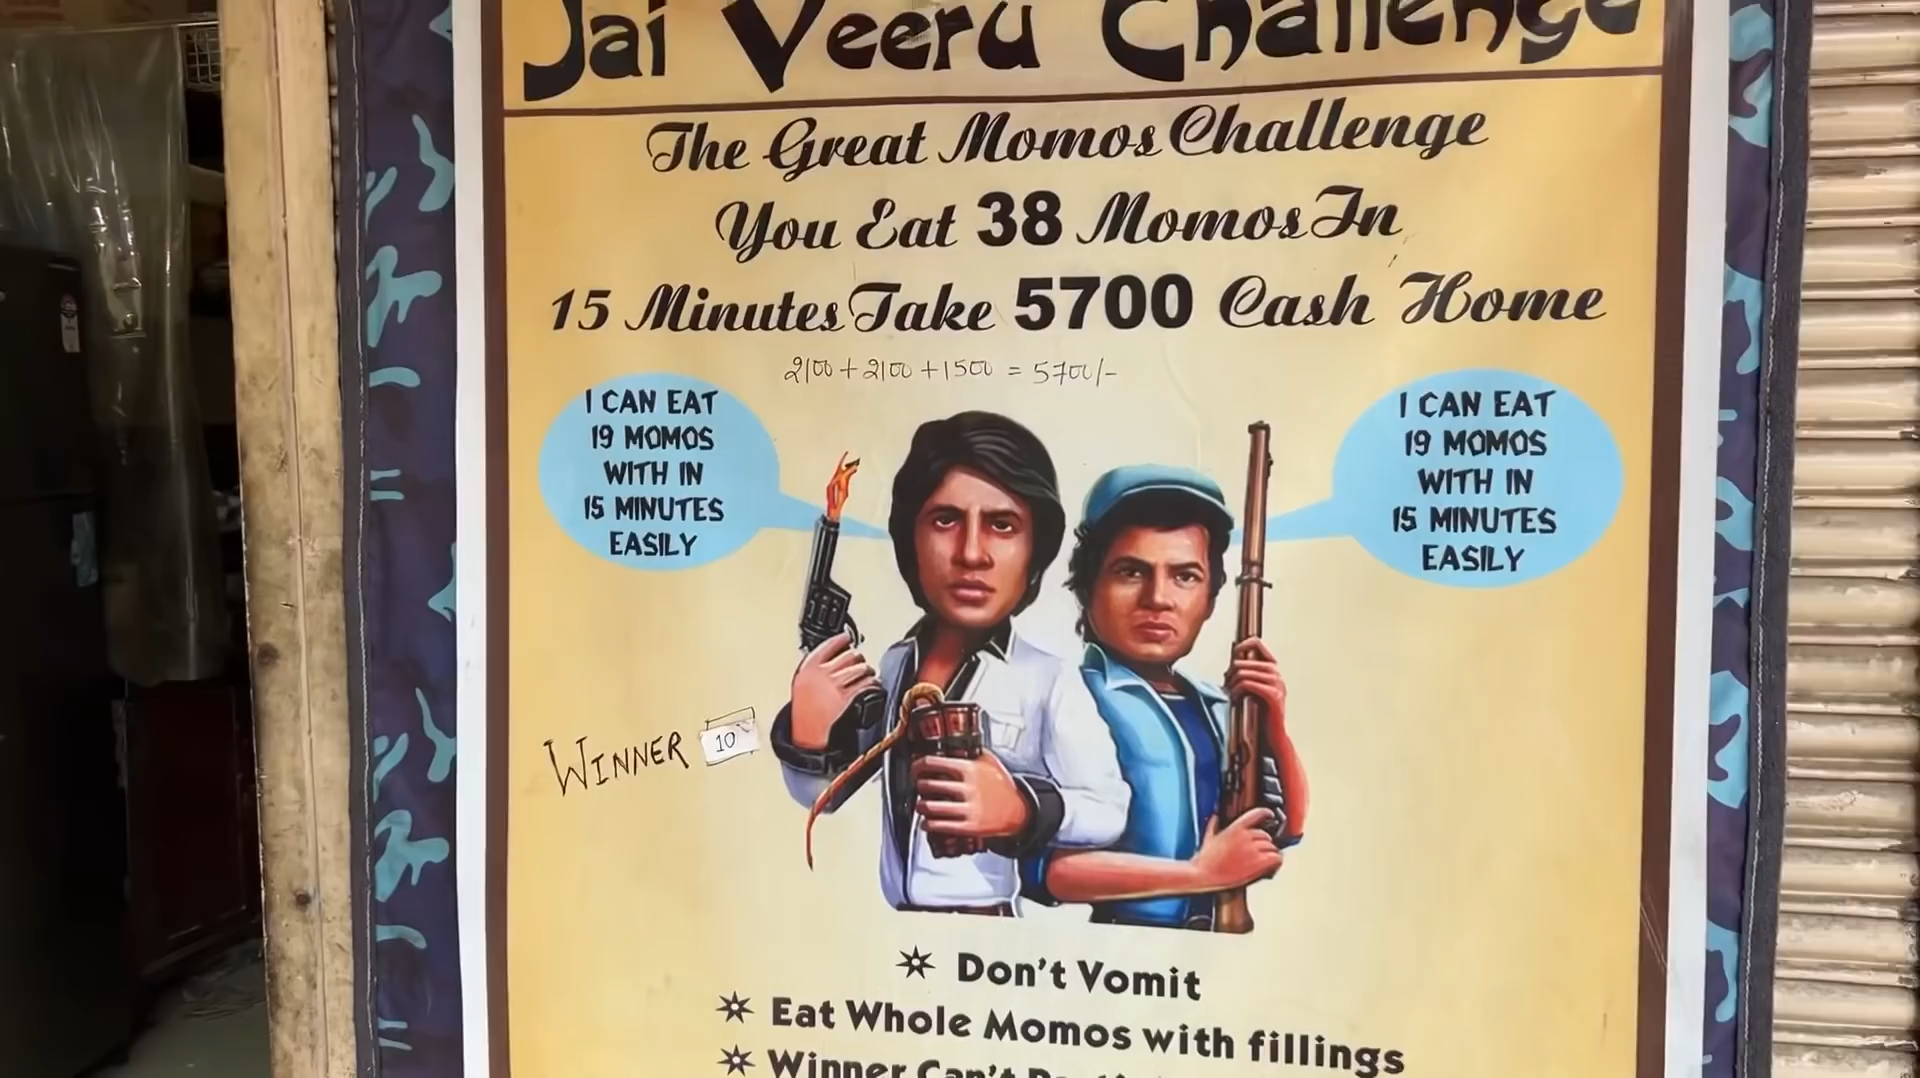 Jai Veeru Challenge
The Great Momos Challenge
You Eat 38 Momos In
15 Minutes Take 5700 Cash Home
2100 + 2100 + 1500 = 5700/-
I CAN EAT
19 MOMOS
WITH IN
15 MINUTES
EASILY
I CAN EAT
19 MOMOS
WITH IN
15 MINUTES
EASILY
WINNER 10
Don't Vomit
Eat Whole Momos with fillings
Winner Can't